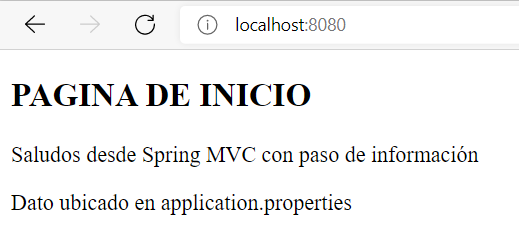 localhost:8080
PAGINA DE INICIO
Saludos desde Spring MVC con paso de información
Dato ubicado en application.properties